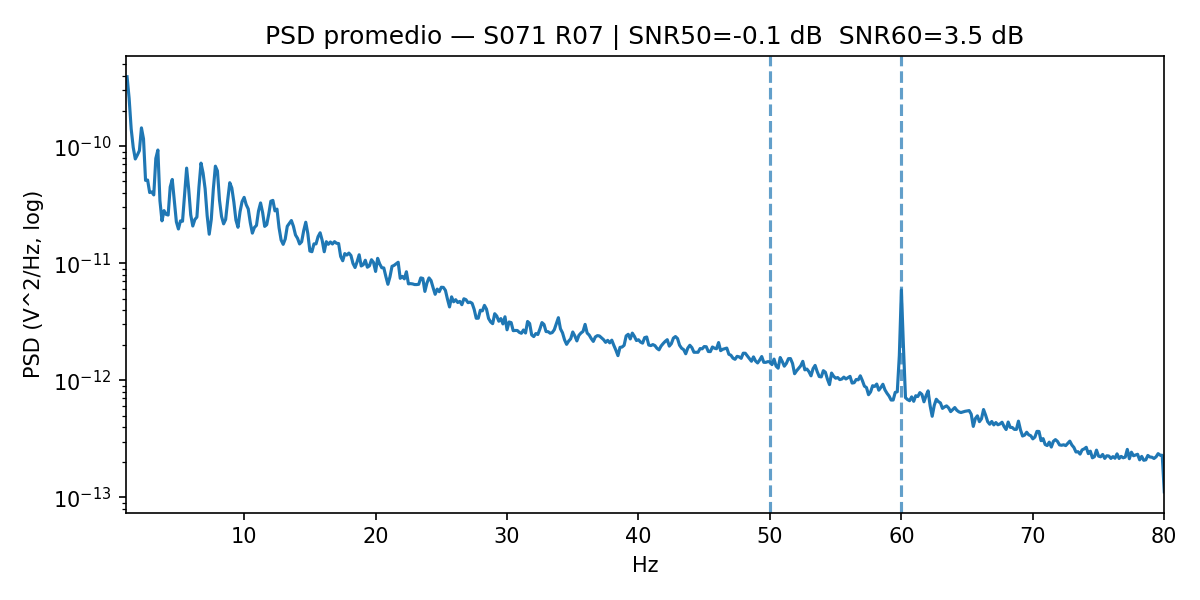 PSD promedio — S071 R07 | SNR50=-0.1 dB  SNR60=3.5 dB
PSD (V^2/Hz, log)
10⁻¹⁰
10⁻¹¹
10⁻¹²
10⁻¹³
10 20 30 40 50 60 70 80
Hz